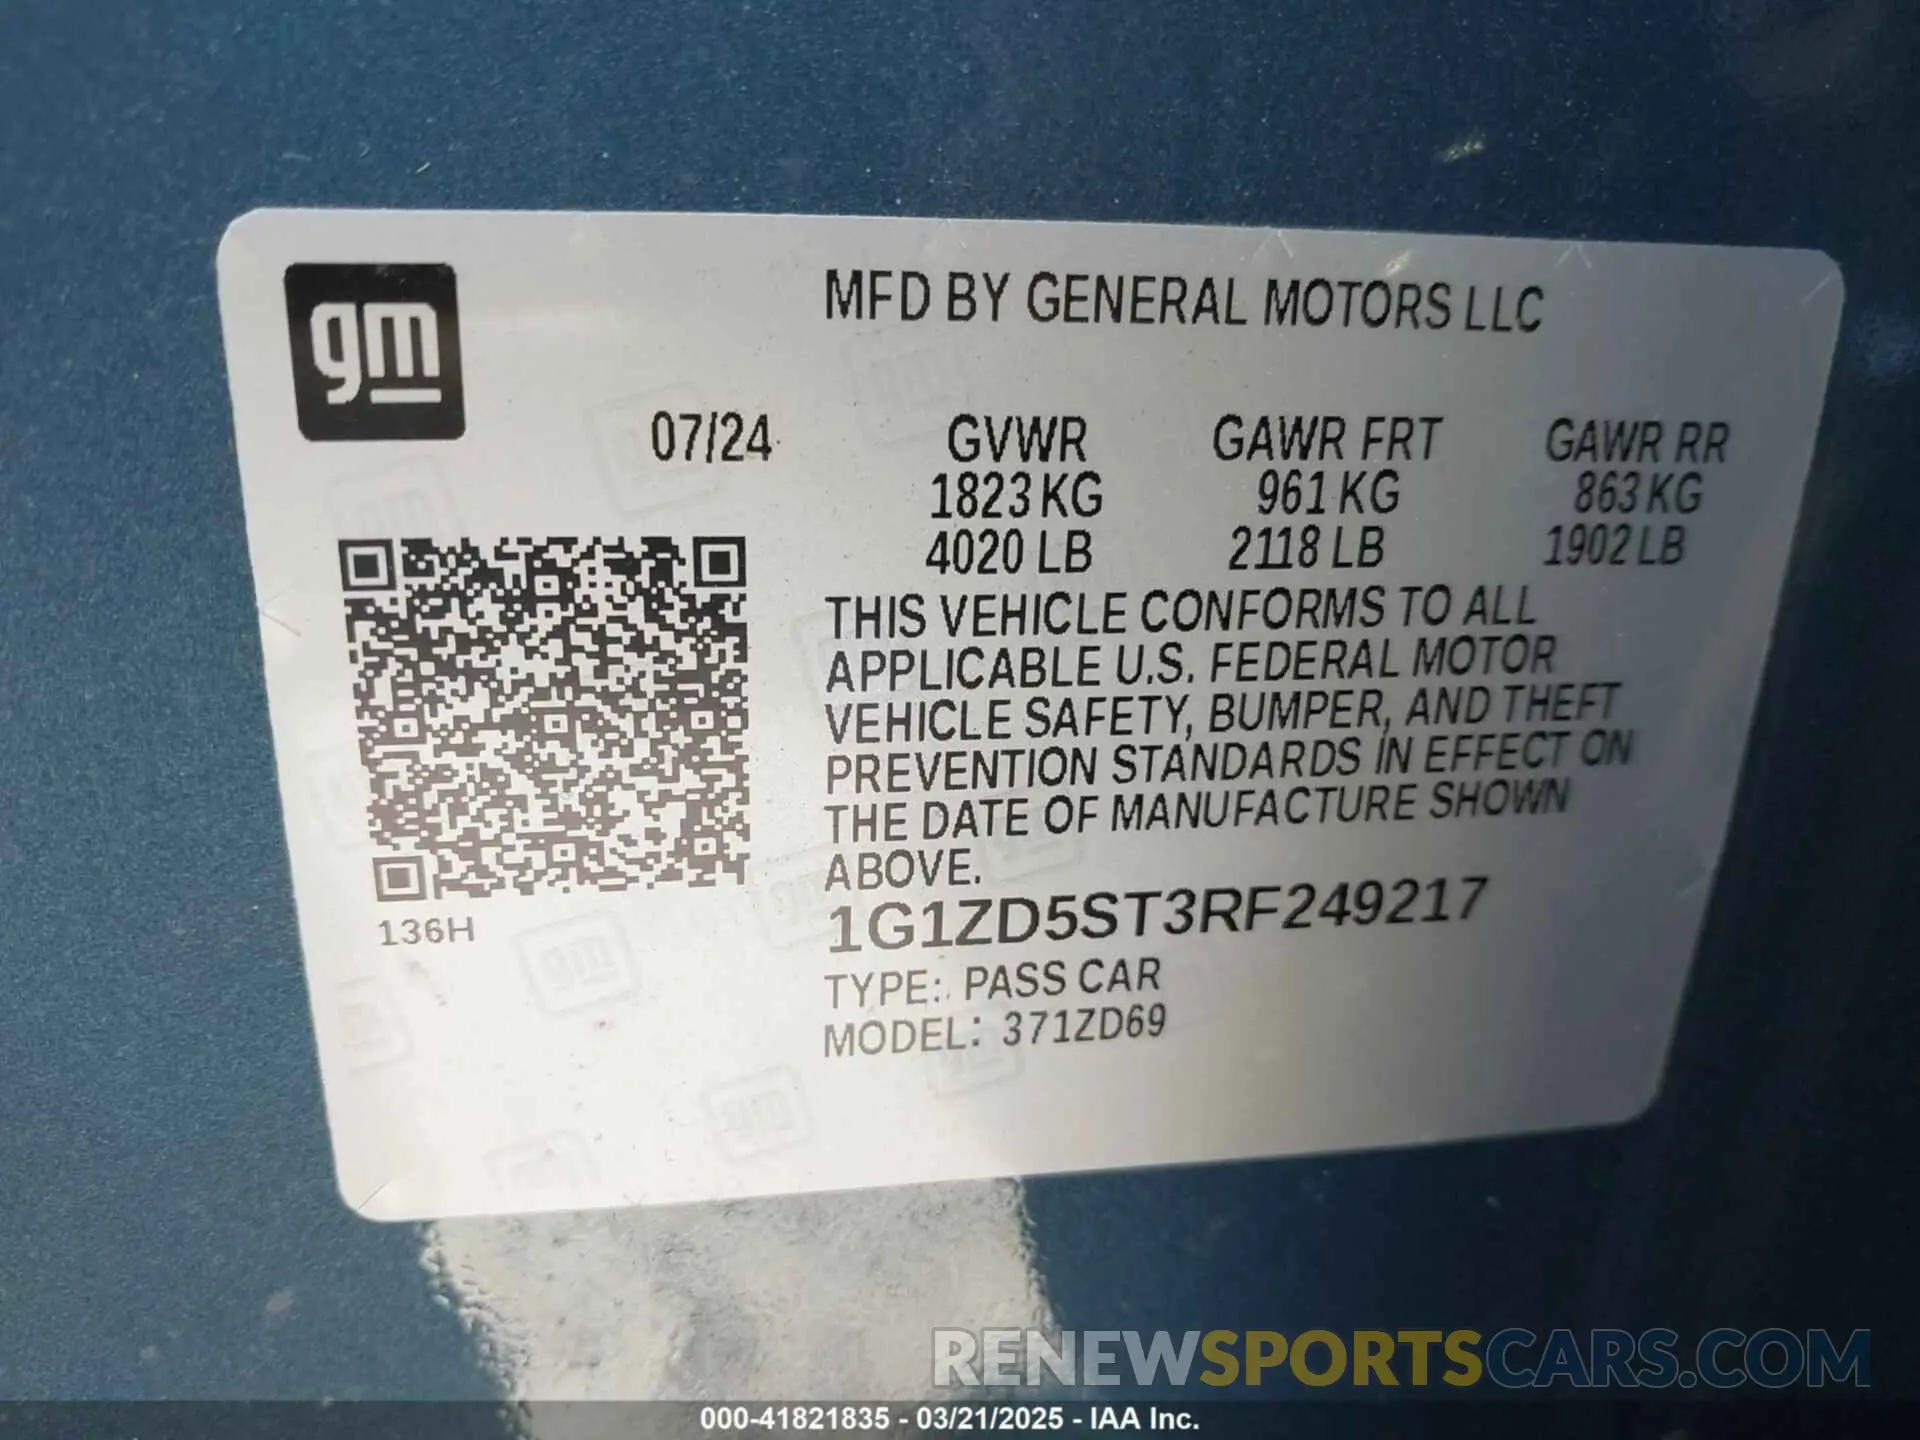 gm
MFD BY GENERAL MOTORS LLC
07/24 GVWR GAWR FRT GAWR RR
1823 KG 961 KG 863 KG
4020 LB 2118 LB 1902 LB
THIS VEHICLE CONFORMS TO ALL
APPLICABLE U.S. FEDERAL MOTOR
VEHICLE SAFETY, BUMPER, AND THEFT
PREVENTION STANDARDS IN EFFECT ON
THE DATE OF MANUFACTURE SHOWN
ABOVE.
136H
1G1ZD5ST3RF249217
TYPE: PASS CAR
MODEL: 371ZD69
RENEWSPORTSCARS.COM
000-41821835 - 03/21/2025 - IAA Inc.